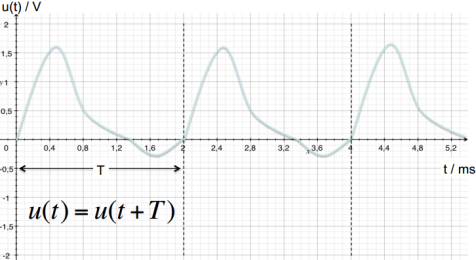 u(t) / V
2
1,5
1
0,5
0 0,4 0,8 1,2 1,6 2 2,4 2,8 3,2 3,6 4 4,4 4,8 5,2
T
t / ms
-0,5
-1
u(t) = u(t + T)
-1,5
-2